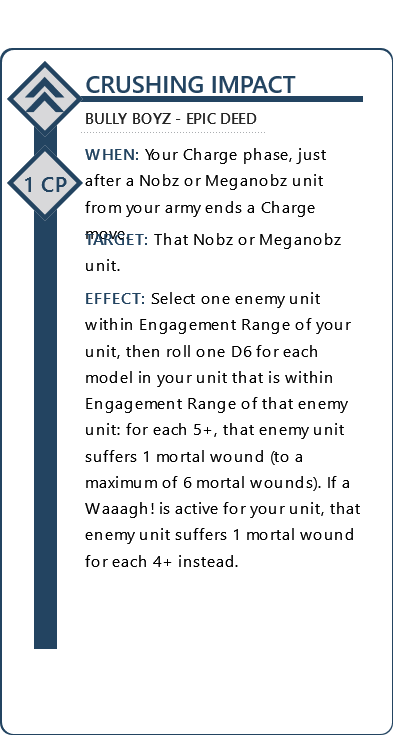 CRUSHING IMPACT
BULLY BOYZ - EPIC DEED
WHEN: Your Charge phase, just
after a Nobz or Meganobz unit
1 CP
from your army ends a Charge
move.
TARGET: That Nobz or Meganobz
unit.
EFFECT: Select one enemy unit
within Engagement Range of your
unit, then roll one D6 for each
model in your unit that is within
Engagement Range of that enemy
unit: for each 5+, that enemy unit
suffers 1 mortal wound (to a
maximum of 6 mortal wounds). If a
Waaagh! is active for your unit, that
enemy unit suffers 1 mortal wound
for each 4+ instead.